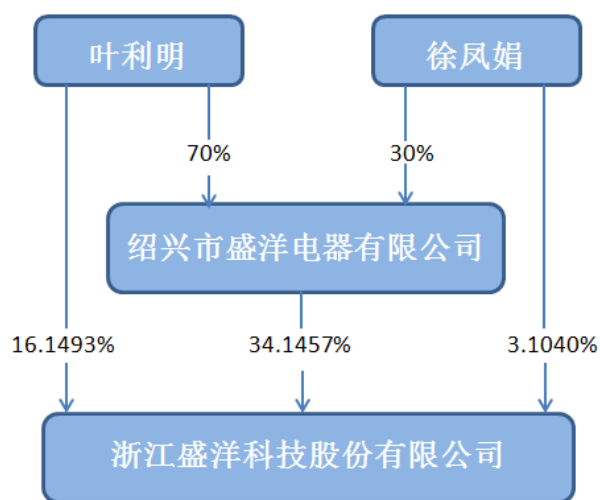 叶利明
徐凤娟
70%
30%
绍兴市盛洋电器有限公司
16.1493%
34.1457%
3.1040%
浙江盛洋科技股份有限公司